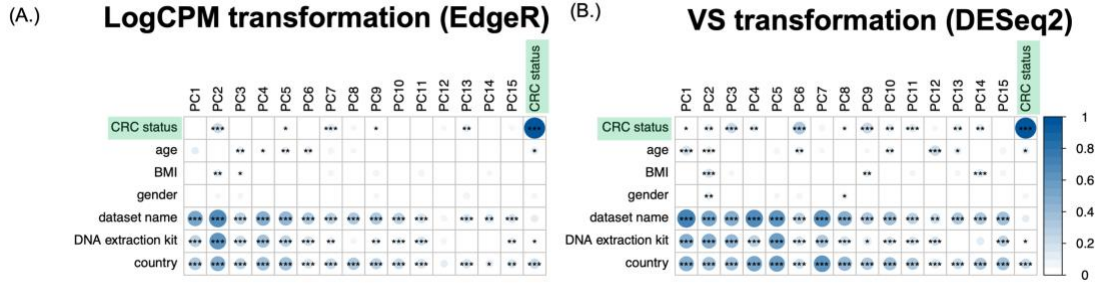 (A.) LogCPM transformation (EdgeR)
PC1 PC2 PC3 PC4 PC5 PC6 PC7 PC8 PC9 PC10 PC11 PC12 PC13 PC14 PC15 CRC status
CRC status *** * *** * ** ***
age ** * ** ** *
BMI ** *
gender
dataset name *** *** *** *** *** *** *** *** *** *** *** *** ** ***
DNA extraction kit *** *** *** *** *** *** ** ** *** *** ** *
country *** *** *** *** *** *** *** *** *** *** *** *** * ** ***
(B.) VS transformation (DESeq2)
PC1 PC2 PC3 PC4 PC5 PC6 PC7 PC8 PC9 PC10 PC11 PC12 PC13 PC14 PC15 CRC status
CRC status * ** *** ** *** * *** ** *** ** ** ***
age *** *** ** ** *** * *
BMI *** ** ***
gender ** *
dataset name *** *** *** *** *** *** *** *** *** *** *** *** *** *** ***
DNA extraction kit *** *** *** *** *** *** *** *** * *** *** *** *** *
country *** *** *** *** *** *** *** *** *** *** *** *** *** *** *** ***
1
0.8
0.6
0.4
0.2
0